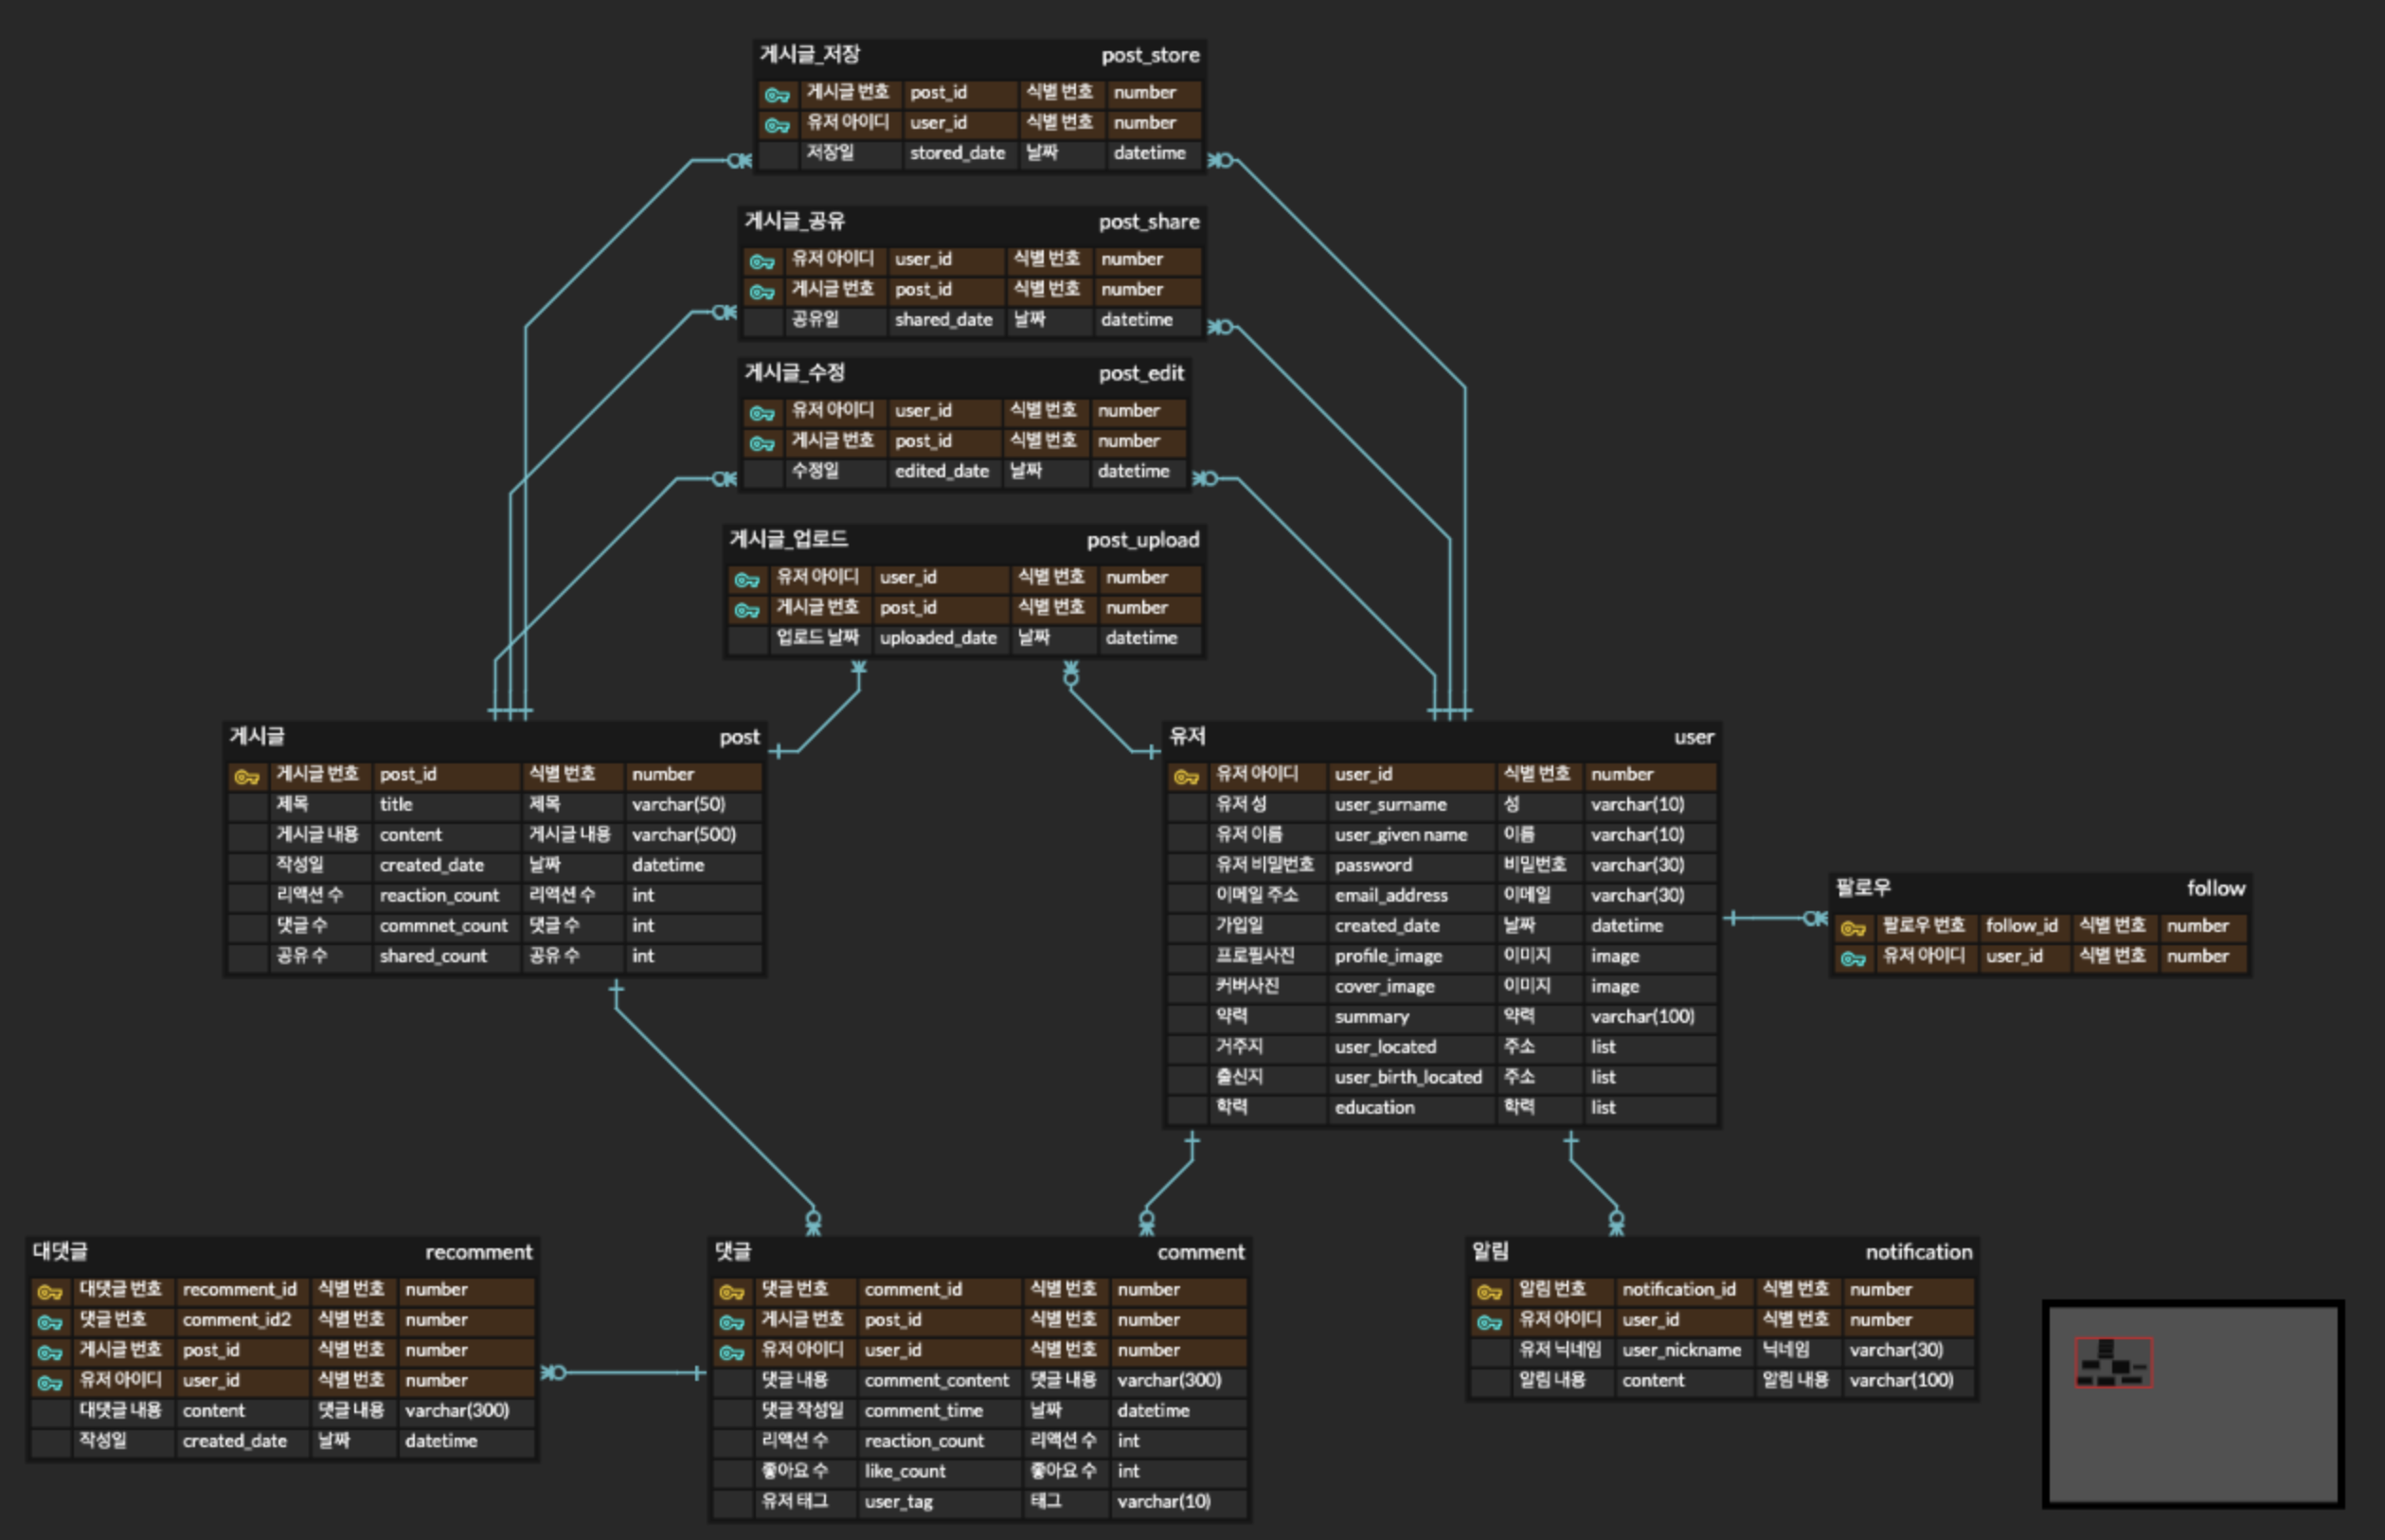 게시글_저장 post_store
게시글 번호 post_id 식별 번호 number
유저 아이디 user_id 식별 번호 number
저장일 stored_date 날짜 datetime
게시글_공유 post_share
유저 아이디 user_id 식별 번호 number
게시글 번호 post_id 식별 번호 number
공유일 shared_date 날짜 datetime
게시글_수정 post_edit
유저 아이디 user_id 식별 번호 number
게시글 번호 post_id 식별 번호 number
수정일 edited_date 날짜 datetime
게시글_업로드 post_upload
유저 아이디 user_id 식별 번호 number
게시글 번호 post_id 식별 번호 number
업로드 날짜 uploaded_date 날짜 datetime
게시글 post
게시글 번호 post_id 식별 번호 number
제목 title 제목 varchar(50)
게시글 내용 content 게시글 내용 varchar(500)
작성일 created_date 날짜 datetime
리액션 수 reaction_count 리액션 수 int
댓글 수 commnet_count 댓글 수 int
공유 수 shared_count 공유 수 int
유저 user
유저 아이디 user_id 식별 번호 number
유저 성 user_surname 성 varchar(10)
유저 이름 user_given name 이름 varchar(10)
유저 비밀번호 password 비밀번호 varchar(30)
이메일 주소 email_address 이메일 varchar(30)
가입일 created_date 날짜 datetime
프로필사진 profile_image 이미지 image
커버사진 cover_image 이미지 image
약력 summary 약력 varchar(100)
거주지 user_located 주소 list
출신지 user_birth_located 주소 list
학력 education 학력 list
팔로우 follow
팔로우 번호 follow_id 식별 번호 number
유저 아이디 user_id 식별 번호 number
대댓글 recomment
대댓글 번호 recomment_id 식별 번호 number
댓글 번호 comment_id2 식별 번호 number
게시글 번호 post_id 식별 번호 number
유저 아이디 user_id 식별 번호 number
대댓글 내용 content 댓글 내용 varchar(300)
작성일 created_date 날짜 datetime
댓글 comment
댓글 번호 comment_id 식별 번호 number
게시글 번호 post_id 식별 번호 number
유저 아이디 user_id 식별 번호 number
댓글 내용 comment_content 댓글 내용 varchar(300)
댓글 작성일 comment_time 날짜 datetime
리액션 수 reaction_count 리액션 수 int
좋아요 수 like_count 좋아요 수 int
유저 태그 user_tag 태그 varchar(10)
알림 notification
알림 번호 notification_id 식별 번호 number
유저 아이디 user_id 식별 번호 number
유저 닉네임 user_nickname 닉네임 varchar(30)
알림 내용 content 알림 내용 varchar(100)